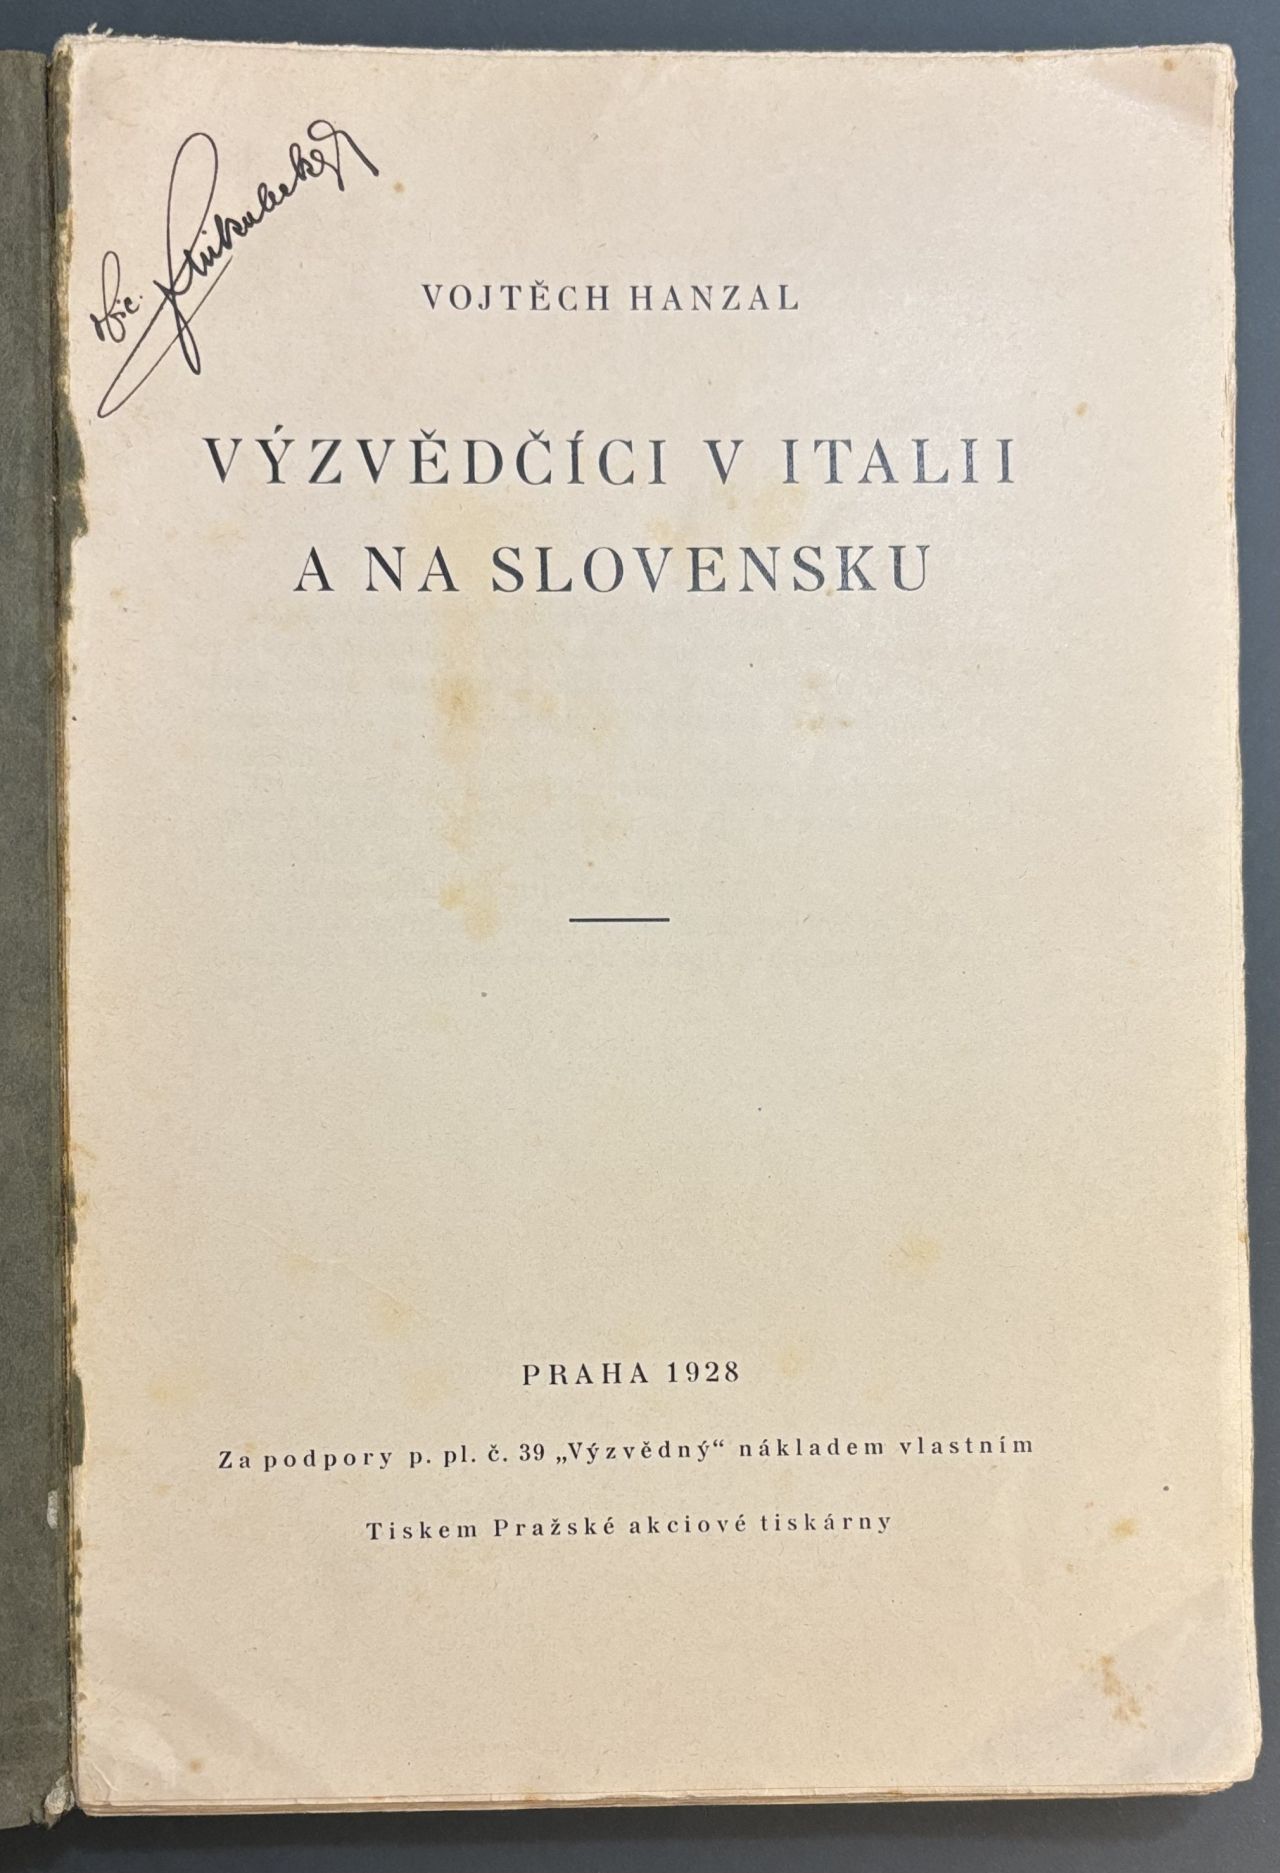 VOJTĚCH HANZAL
VÝZVĚDČÍCI V ITALII
A NA SLOVENSKU
PRAHA 1928
Za podpory p. pl. č. 39 „Výzvědný“ nákladem vlastním
Tiskem Pražské akciové tiskárny